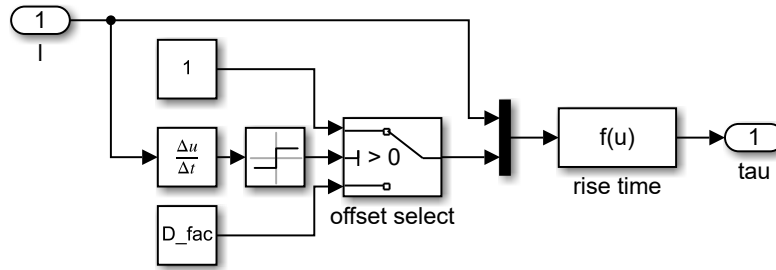 1
I
1
Δu
Δt
> 0
D_fac
offset select
f(u)
rise time
1
tau